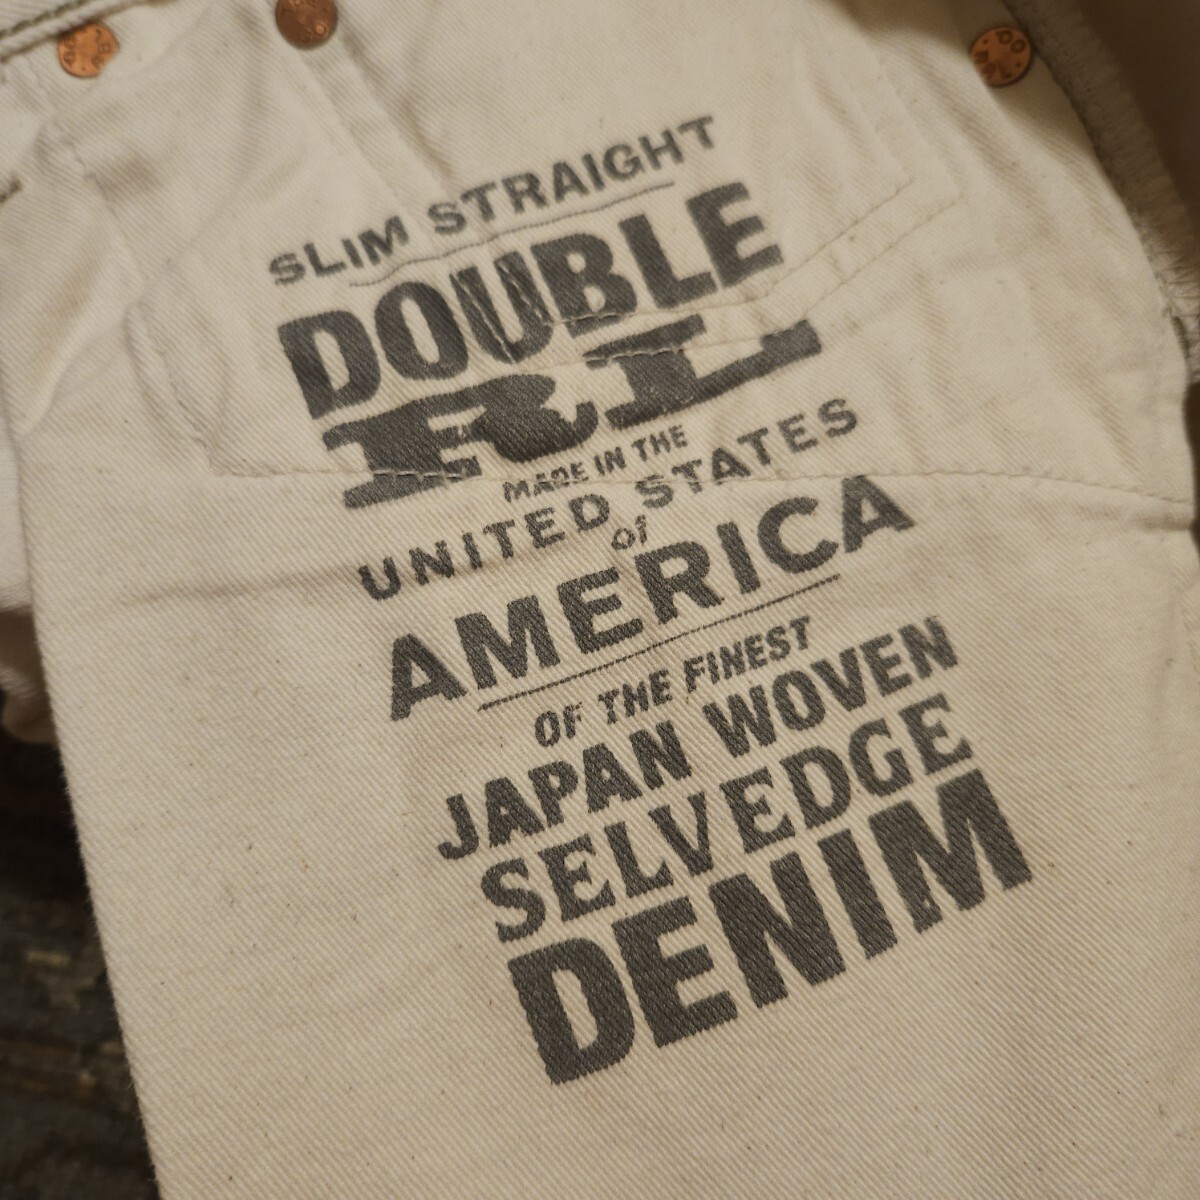 SLIM STRAIGHT
DOUBLE
RL
MADE IN THE
UNITED STATES
of
AMERICA
OF THE FINEST
JAPAN WOVEN
SELVEDGE
DENIM